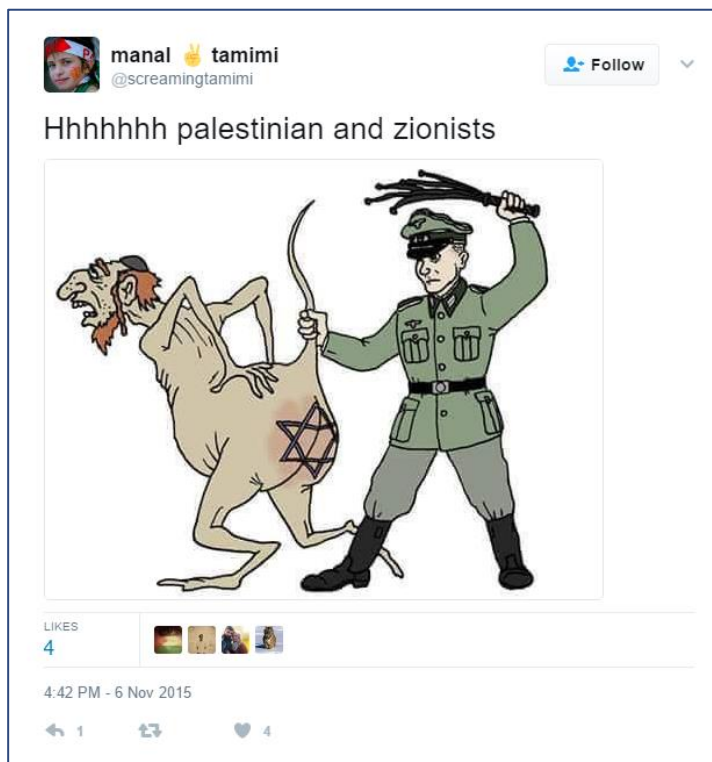 manal ✌ tamimi
@screamingtamimi
Follow
Hhhhhhh palestinian and zionists
LIKES
4
4:42 PM - 6 Nov 2015
1
4